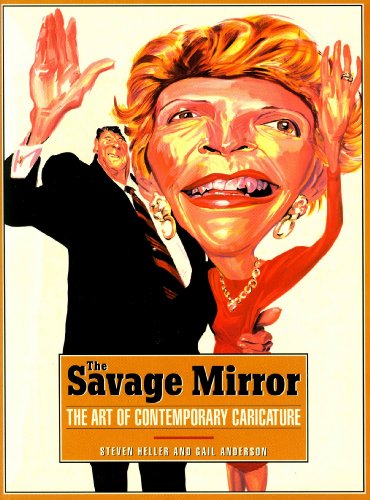 The
Savage Mirror
THE ART OF CONTEMPORARY CARICATURE
STEVEN HELLER AND GAIL ANDERSON